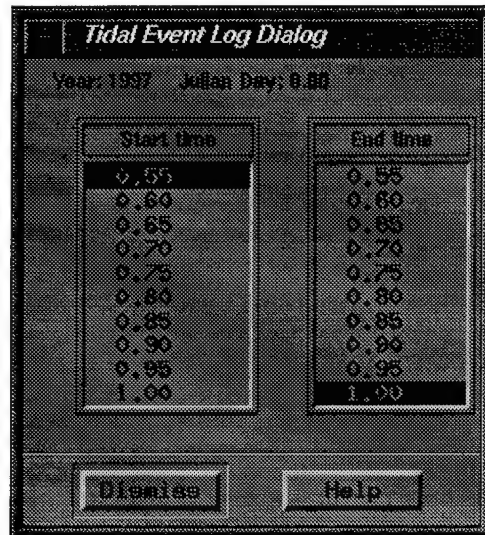 Tidal Event Log Dialog
Year: 1997 Julian Day: 0.00
Start time End time
0.55 0.55
0.60 0.60
0.65 0.65
0.70 0.70
0.75 0.75
0.80 0.80
0.85 0.85
0.90 0.90
0.95 0.95
1.00 1.00
Dismiss Help